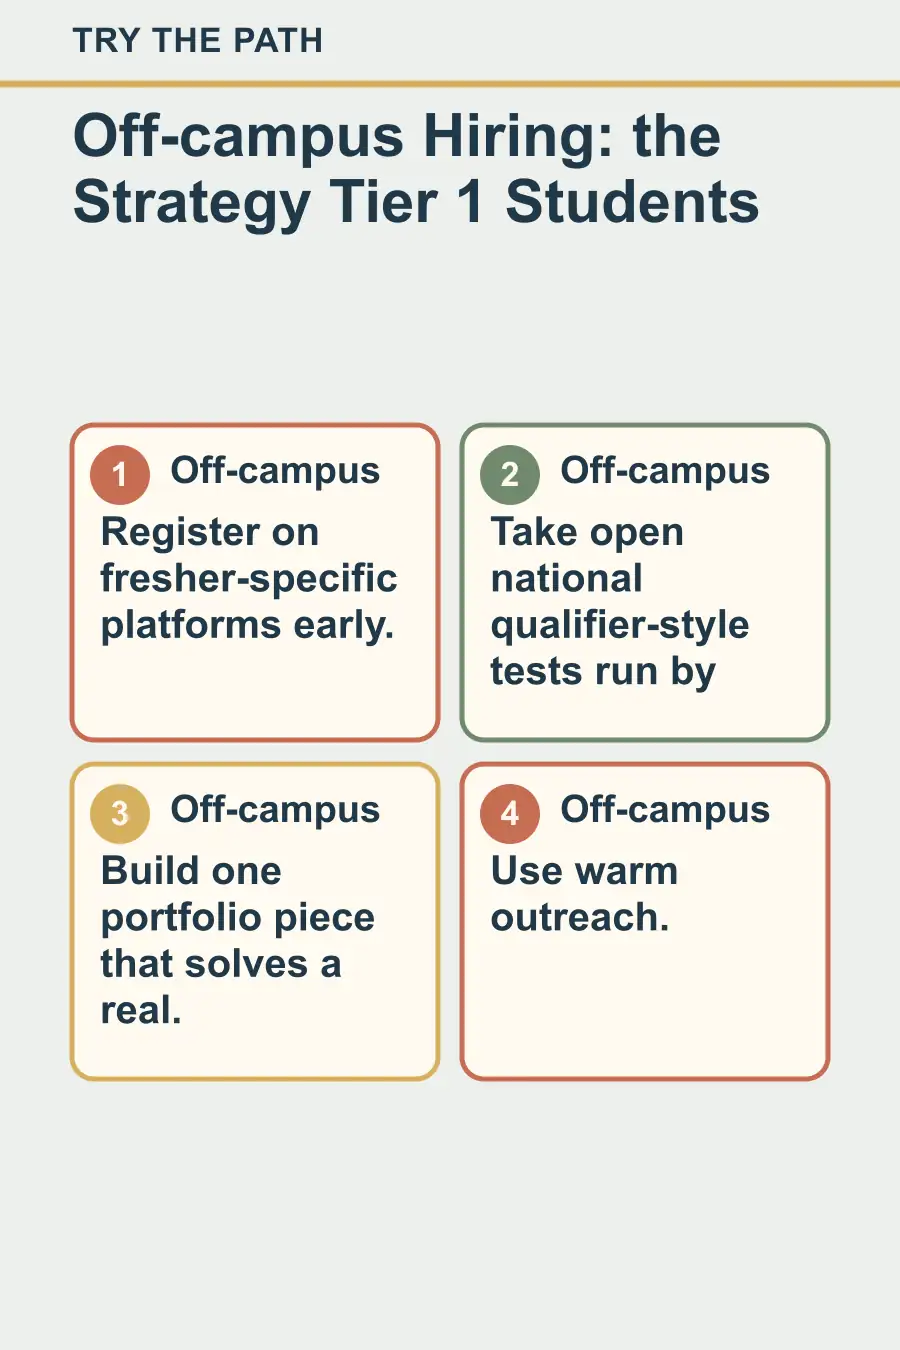 TRY THE PATH
Off-campus Hiring: the
Strategy Tier 1 Students
1 Off-campus
Register on
fresher-specific
platforms early.
2 Off-campus
Take open
national
qualifier-style
tests run by
3 Off-campus
Build one
portfolio piece
that solves a
real.
4 Off-campus
Use warm
outreach.